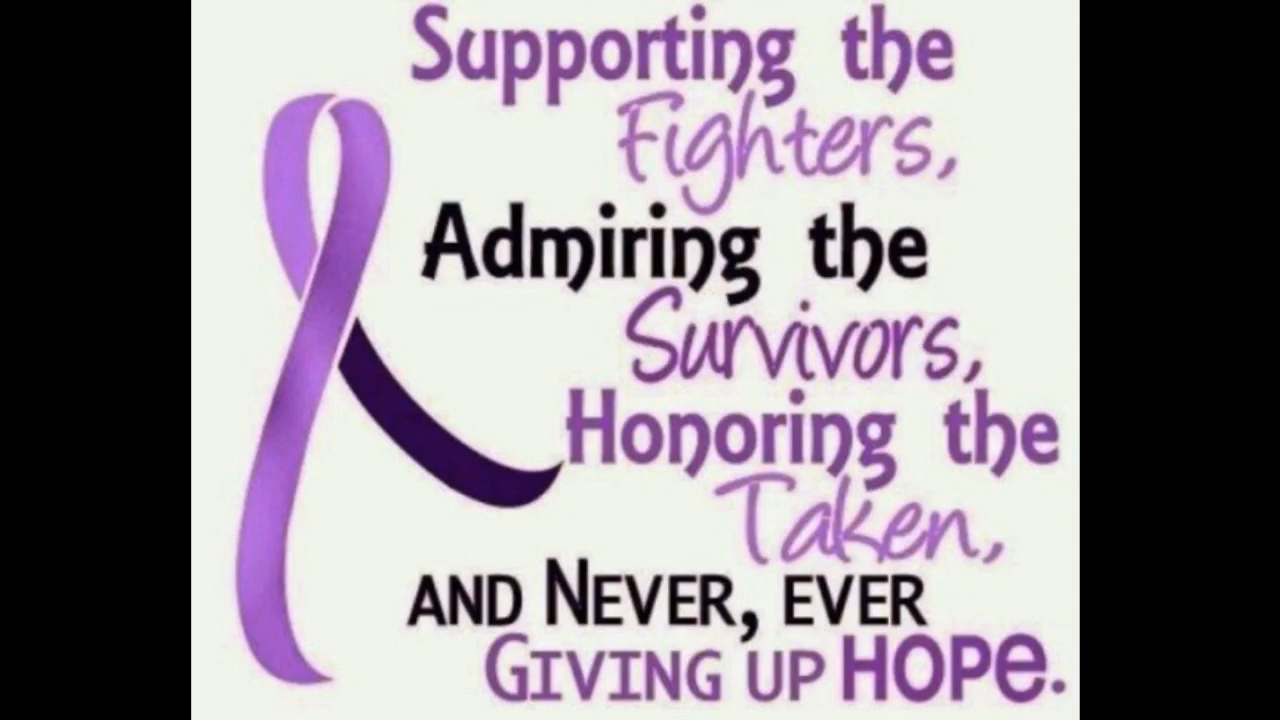 Supporting the
Fighters,
Admiring the
Survivors,
Honoring the
Taken,
AND NEVER, EVER
GIVING UP HOPe.